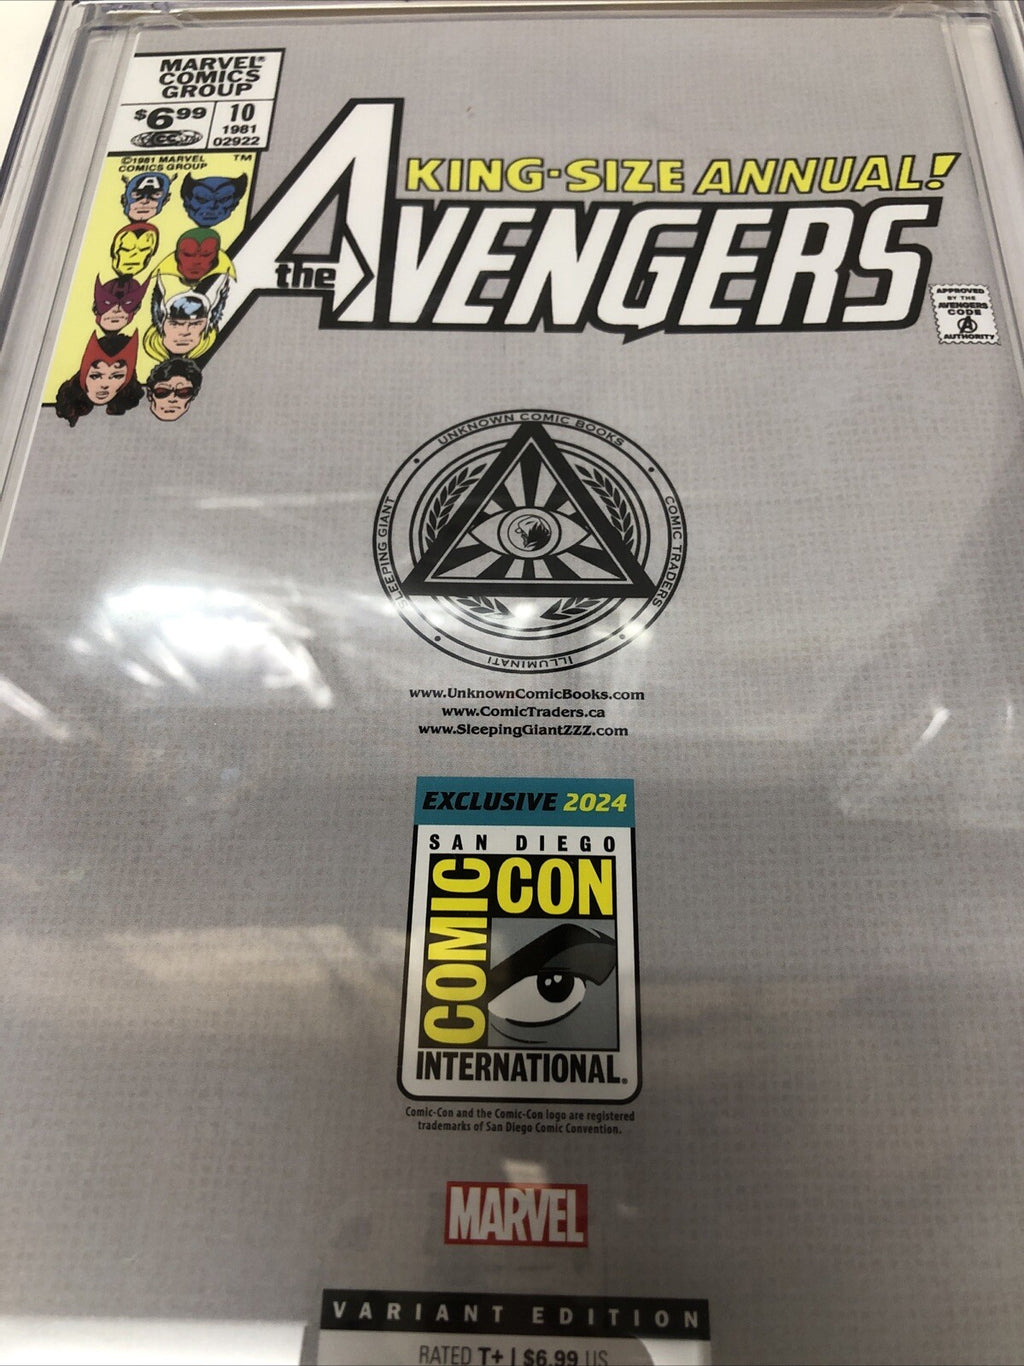 MARVEL®
COMICS
GROUP
$6.99
10
1981
02922
CC
©1981 MARVEL
COMICS GROUP
TM
A
KING-SIZE ANNUAL!
the AVENGERS
APPROVED
BY THE
AVENGERS
CODE
A
AUTHORITY
UNKNOWN COMIC BOOKS
SLEEPING GIANT
COMIC TRADERS
ILLUMINATI
www.UnknownComicBooks.com
www.ComicTraders.ca
www.SleepingGiantZZZ.com
EXCLUSIVE 2024
SAN DIEGO
COMIC CON
INTERNATIONAL®
Comic-Con and the Comic-Con logo are registered
trademarks of San Diego Comic Convention.
MARVEL
VARIANT EDITION
RATED T+ | $6.99 US